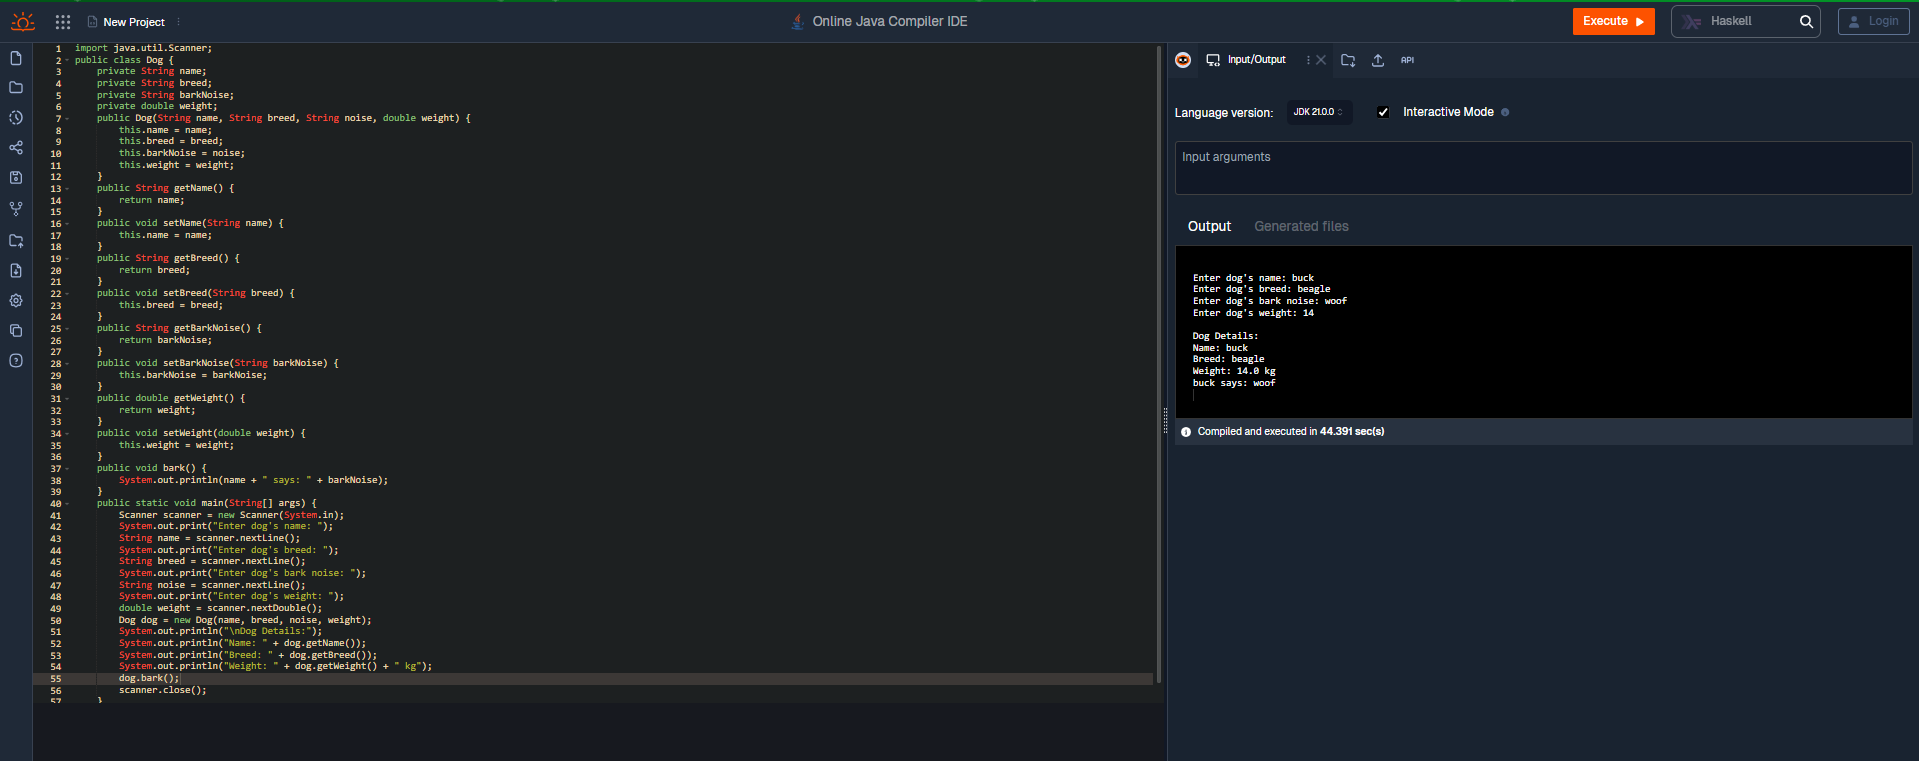 New Project
Online Java Compiler IDE
Execute
Haskell
Login
1 import java.util.Scanner;
2 public class Dog {
3 private String name;
4 private String breed;
5 private String barkNoise;
6 private double weight;
7 public Dog(String name, String breed, String noise, double weight) {
8 this.name = name;
9 this.breed = breed;
10 this.barkNoise = noise;
11 this.weight = weight;
12 }
13 public String getName() {
14 return name;
15 }
16 public void setName(String name) {
17 this.name = name;
18 }
19 public String getBreed() {
20 return breed;
21 }
22 public void setBreed(String breed) {
23 this.breed = breed;
24 }
25 public String getBarkNoise() {
26 return barkNoise;
27 }
28 public void setBarkNoise(String barkNoise) {
29 this.barkNoise = barkNoise;
30 }
31 public double getWeight() {
32 return weight;
33 }
34 public void setWeight(double weight) {
35 this.weight = weight;
36 }
37 public void bark() {
38 System.out.println(name + " says: " + barkNoise);
39 }
40 public static void main(String[] args) {
41 Scanner scanner = new Scanner(System.in);
42 System.out.print("Enter dog's name: ");
43 String name = scanner.nextLine();
44 System.out.print("Enter dog's breed: ");
45 String breed = scanner.nextLine();
46 System.out.print("Enter dog's bark noise: ");
47 String noise = scanner.nextLine();
48 System.out.print("Enter dog's weight: ");
49 double weight = scanner.nextDouble();
50 Dog dog = new Dog(name, breed, noise, weight);
51 System.out.println("\nDog Details:");
52 System.out.println("Name: " + dog.getName());
53 System.out.println("Breed: " + dog.getBreed());
54 System.out.println("Weight: " + dog.getWeight() + " kg");
55 dog.bark();
56 scanner.close();
57 }
Input/Output
API
Language version:
JDK 21.0.0
Interactive Mode
Input arguments
Output
Generated files
Enter dog's name: buck
Enter dog's breed: beagle
Enter dog's bark noise: woof
Enter dog's weight: 14
Dog Details:
Name: buck
Breed: beagle
Weight: 14.0 kg
buck says: woof
Compiled and executed in 44.391 sec(s)